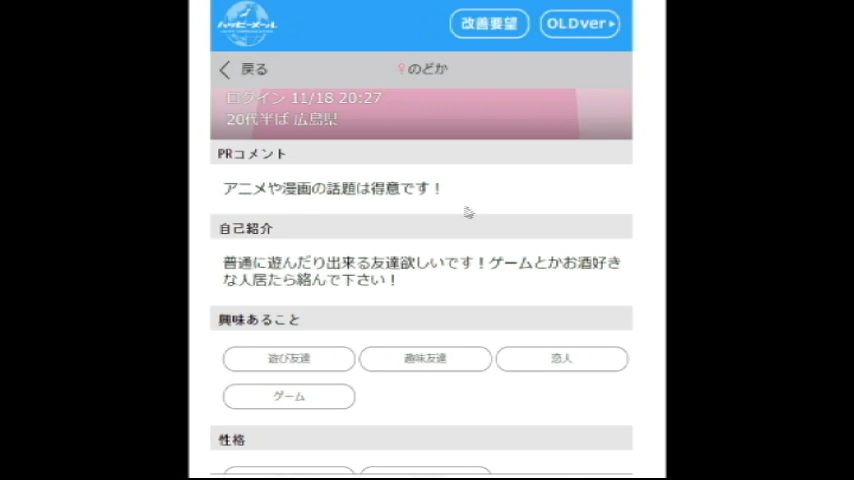 ハッピーメール
改善要望
OLDver▸
戻る
♀のどか
ログイン 11/18 20:27
20代半ば 広島県
PRコメント
アニメや漫画の話題は得意です！
自己紹介
普通に遊んだり出来る友達欲しいです！ゲームとかお酒好き
な人居たら絡んで下さい！
興味あること
遊び友達
趣味友達
恋人
ゲーム
性格